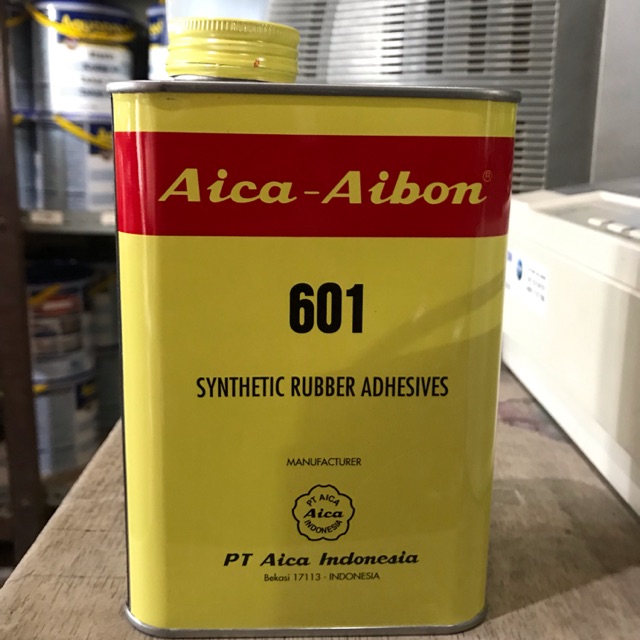 Aica-Aibon®
601
SYNTHETIC RUBBER ADHESIVES
MANUFACTURER
PT AICA
Aica
INDONESIA
PT Aica Indonesia
Bekasi 17113 - INDONESIA